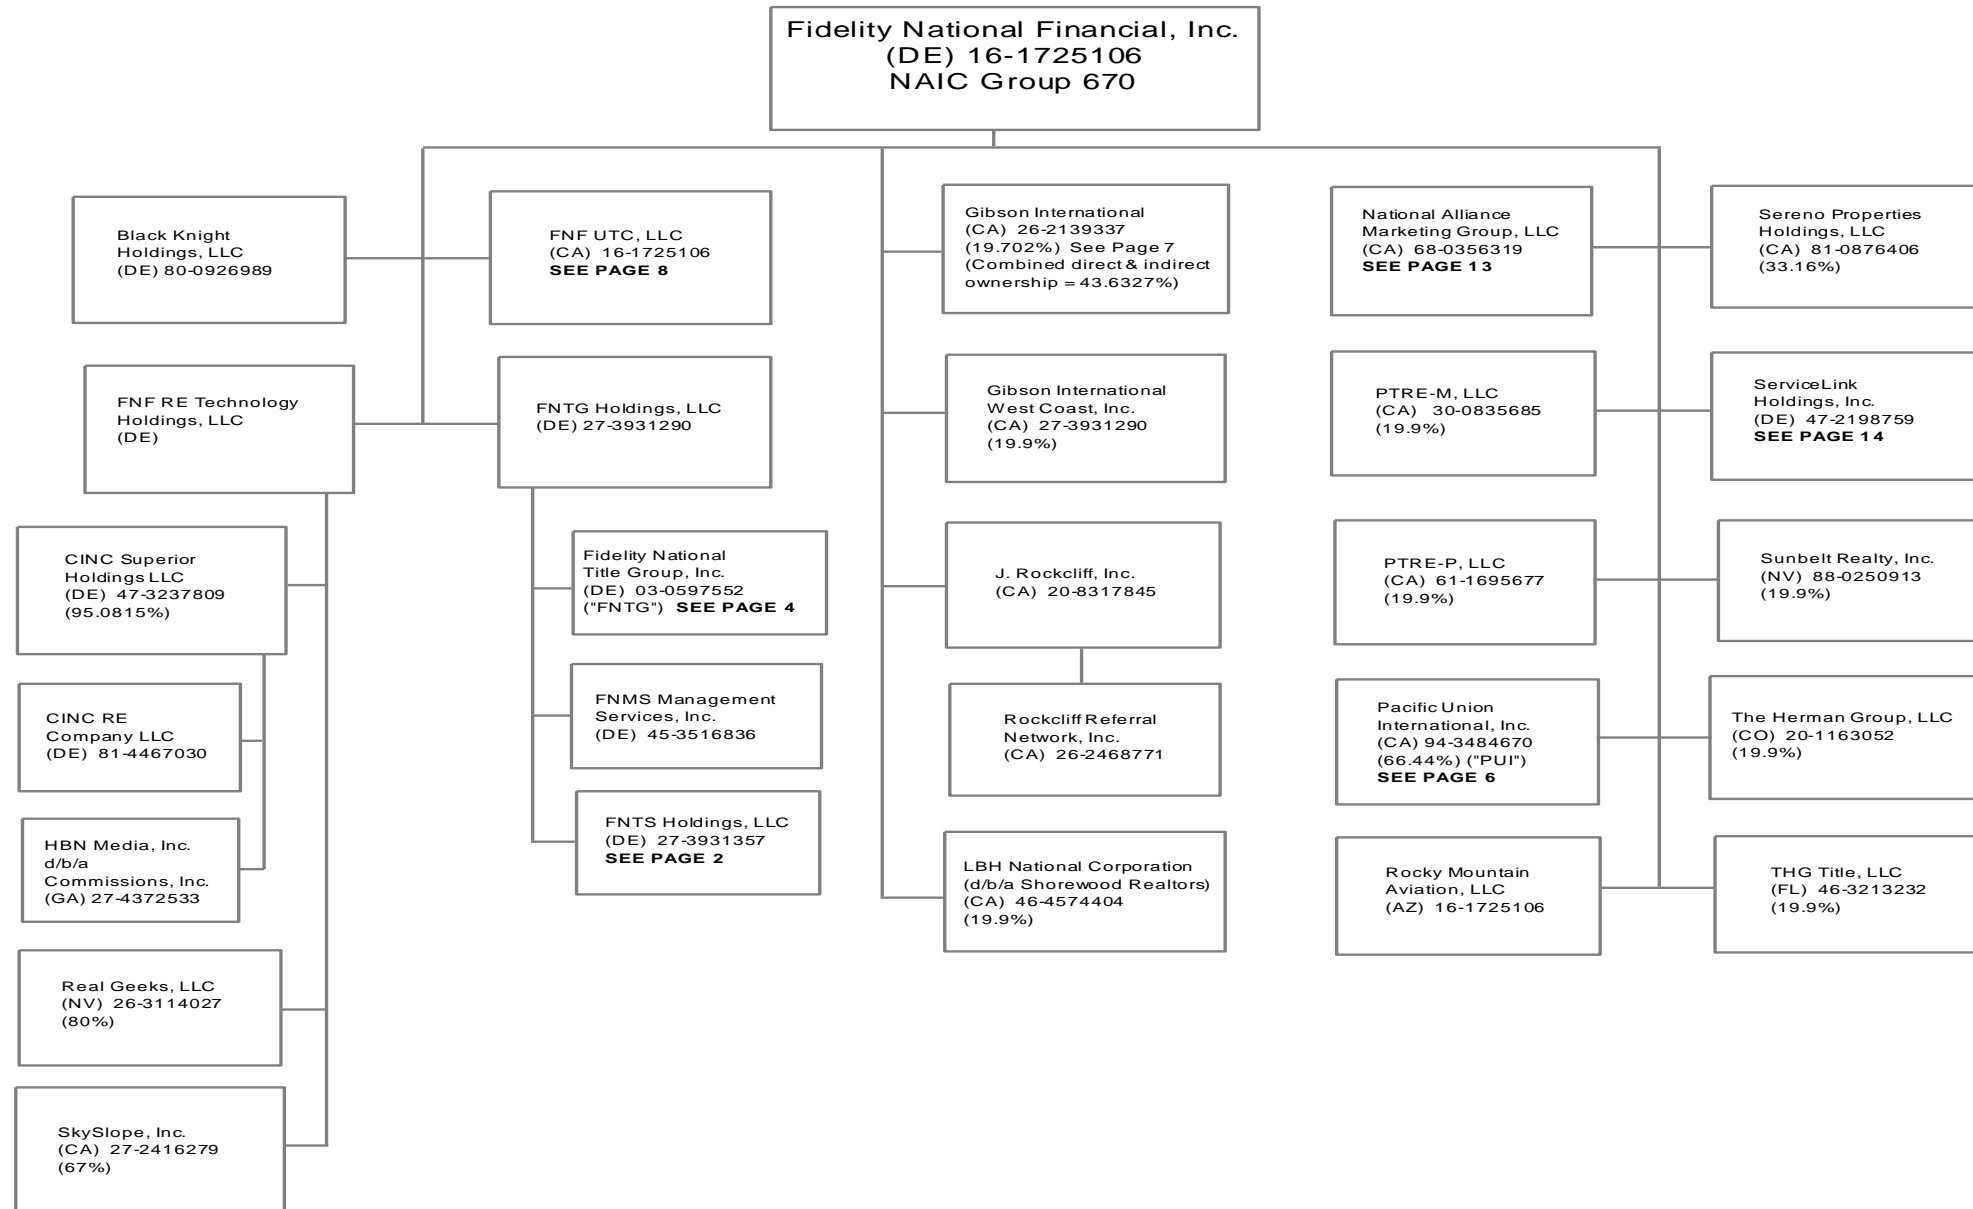 Fidelity National Financial, Inc.
(DE) 16-1725106
NAIC Group 670
Black Knight
Holdings, LLC
(DE) 80-0926989
FNF UTC, LLC
(CA) 16-1725106
SEE PAGE 8
Gibson International
(CA) 26-2139337
(19.702%) See Page 7
(Combined direct & indirect
ownership = 43.6327%)
National Alliance
Marketing Group, LLC
(CA) 68-0356319
SEE PAGE 13
Sereno Properties
Holdings, LLC
(CA) 81-0876406
(33.16%)
FNF RE Technology
Holdings, LLC
(DE)
FNTG Holdings, LLC
(DE) 27-3931290
Gibson International
West Coast, Inc.
(CA) 27-3931290
(19.9%)
PTRE-M, LLC
(CA) 30-0835685
(19.9%)
ServiceLink
Holdings, Inc.
(DE) 47-2198759
SEE PAGE 14
CINC Superior
Holdings LLC
(DE) 47-3237809
(95.0815%)
Fidelity National
Title Group, Inc.
(DE) 03-0597552
("FNTG") SEE PAGE 4
J. Rockcliff, Inc.
(CA) 20-8317845
PTRE-P, LLC
(CA) 61-1695677
(19.9%)
Sunbelt Realty, Inc.
(NV) 88-0250913
(19.9%)
CINC RE
Company LLC
(DE) 81-4467030
FNMS Management
Services, Inc.
(DE) 45-3516836
Rockcliff Referral
Network, Inc.
(CA) 26-2468771
Pacific Union
International, Inc.
(CA) 94-3484670
(66.44%) ("PUI")
SEE PAGE 6
The Herman Group, LLC
(CO) 20-1163052
(19.9%)
HBN Media, Inc.
d/b/a
Commissions, Inc.
(GA) 27-4372533
FNTS Holdings, LLC
(DE) 27-3931357
SEE PAGE 2
LBH National Corporation
(d/b/a Shorewood Realtors)
(CA) 46-4574404
(19.9%)
Rocky Mountain
Aviation, LLC
(AZ) 16-1725106
THG Title, LLC
(FL) 46-3213232
(19.9%)
Real Geeks, LLC
(NV) 26-3114027
(80%)
SkySlope, Inc.
(CA) 27-2416279
(67%)